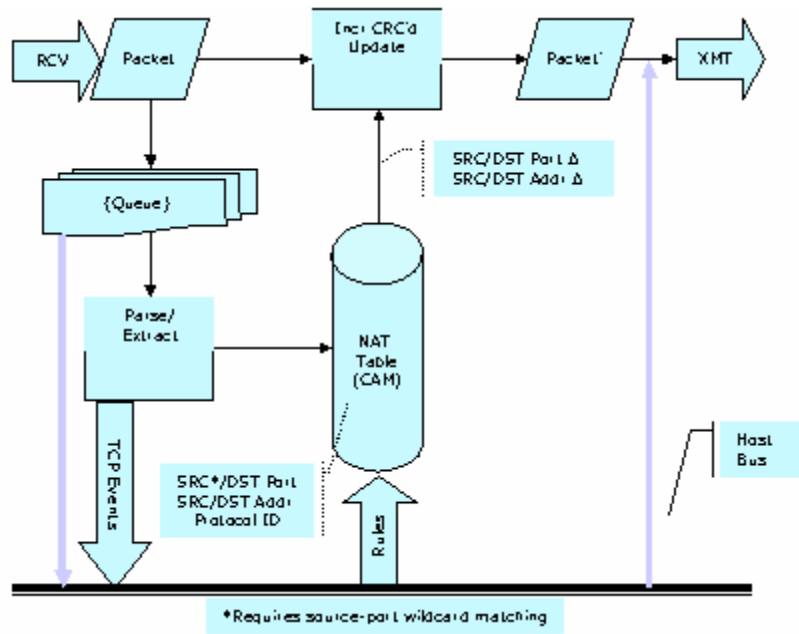 RCV
Packet
Incr CRC'd
Update
Packet'
XMT
SRC/DST Port Δ
SRC/DST Addr Δ
{Queue}
Parse/
Extract
NAT
Table
(CAM)
Host
Bus
TCP Events
SRC*/DST Port
SRC/DST Addr
Protocol ID
Rules
*Requires source-port wildcard matching